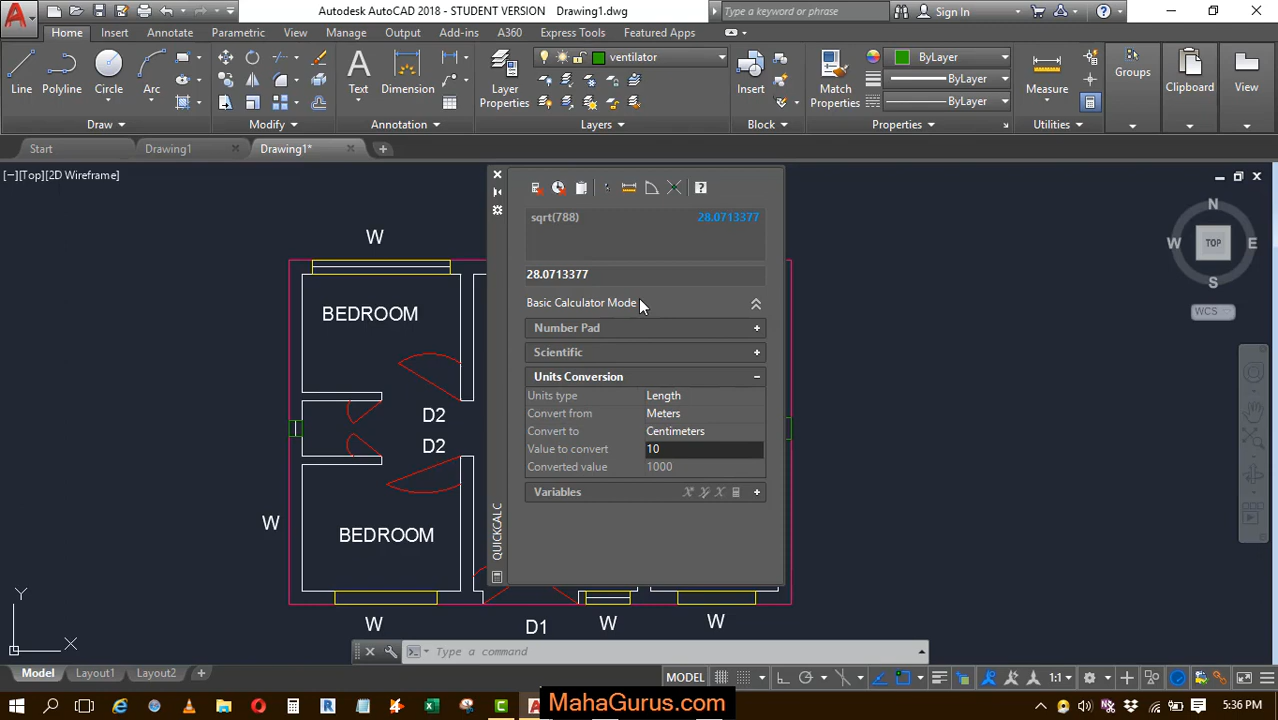 Autodesk AutoCAD 2018 - STUDENT VERSION Drawing1.dwg
Type a keyword or phrase
Sign In
Home Insert Annotate Parametric View Manage Output Add-ins A360 Express Tools Featured Apps
ventilator
ByLayer
ByLayer
ByLayer
Line Polyline Circle Arc Text Dimension Layer Properties Insert Match Properties Measure Groups Clipboard View
Draw Modify Annotation Layers Block Properties Utilities
Start Drawing1 Drawing1*
[−][Top][2D Wireframe]
sqrt(788) 28.0713377
28.0713377
Basic Calculator Mode
Number Pad
Scientific
Units Conversion
Units type Length
Convert from Meters
Convert to Centimeters
Value to convert 10
Converted value 1000
Variables
QUICKCALC
W
BEDROOM
D2
D2
W
BEDROOM
W
D1
W
W
N
W TOP E
S
WCS
Y
X
Type a command
Model Layout1 Layout2
MODEL 1:1
MahaGurus.com
5:36 PM